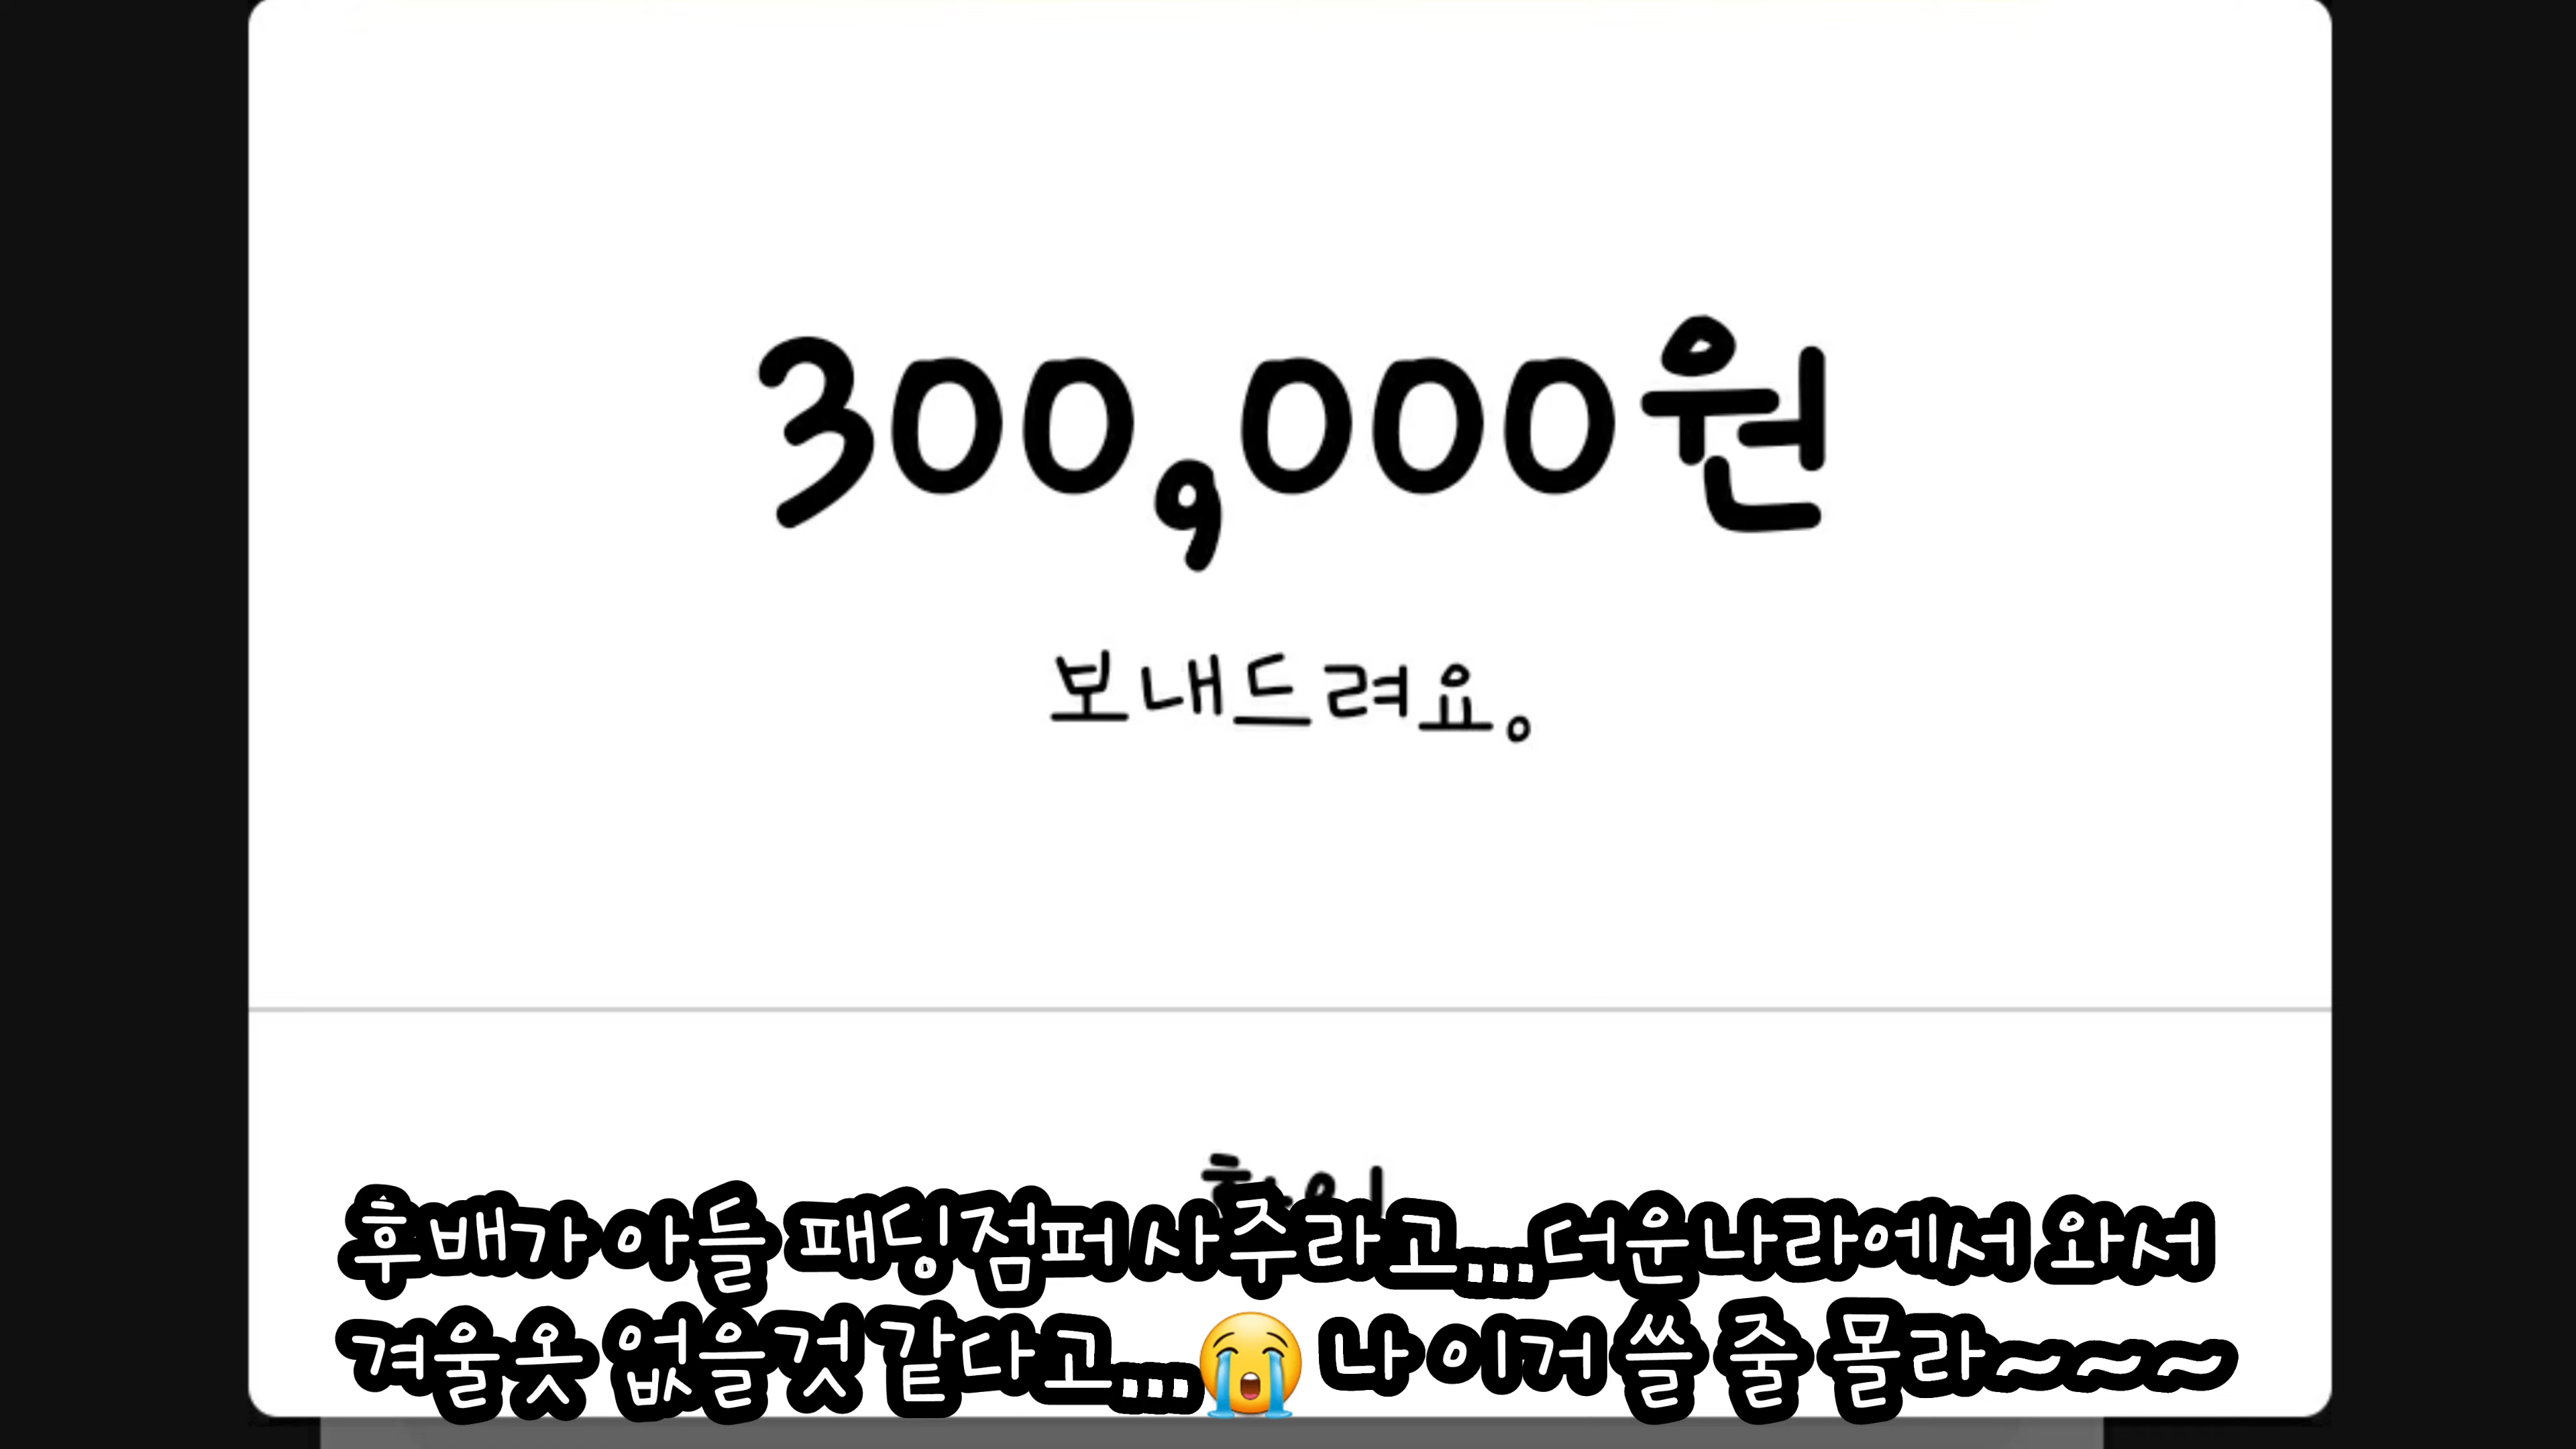 300,000원
보내드려요.
후배가 아들 패딩점퍼 사주라고...더운나라에서 와서
겨울옷 없을것 같다고...😭 나 이거 쓸 줄 몰라~~~